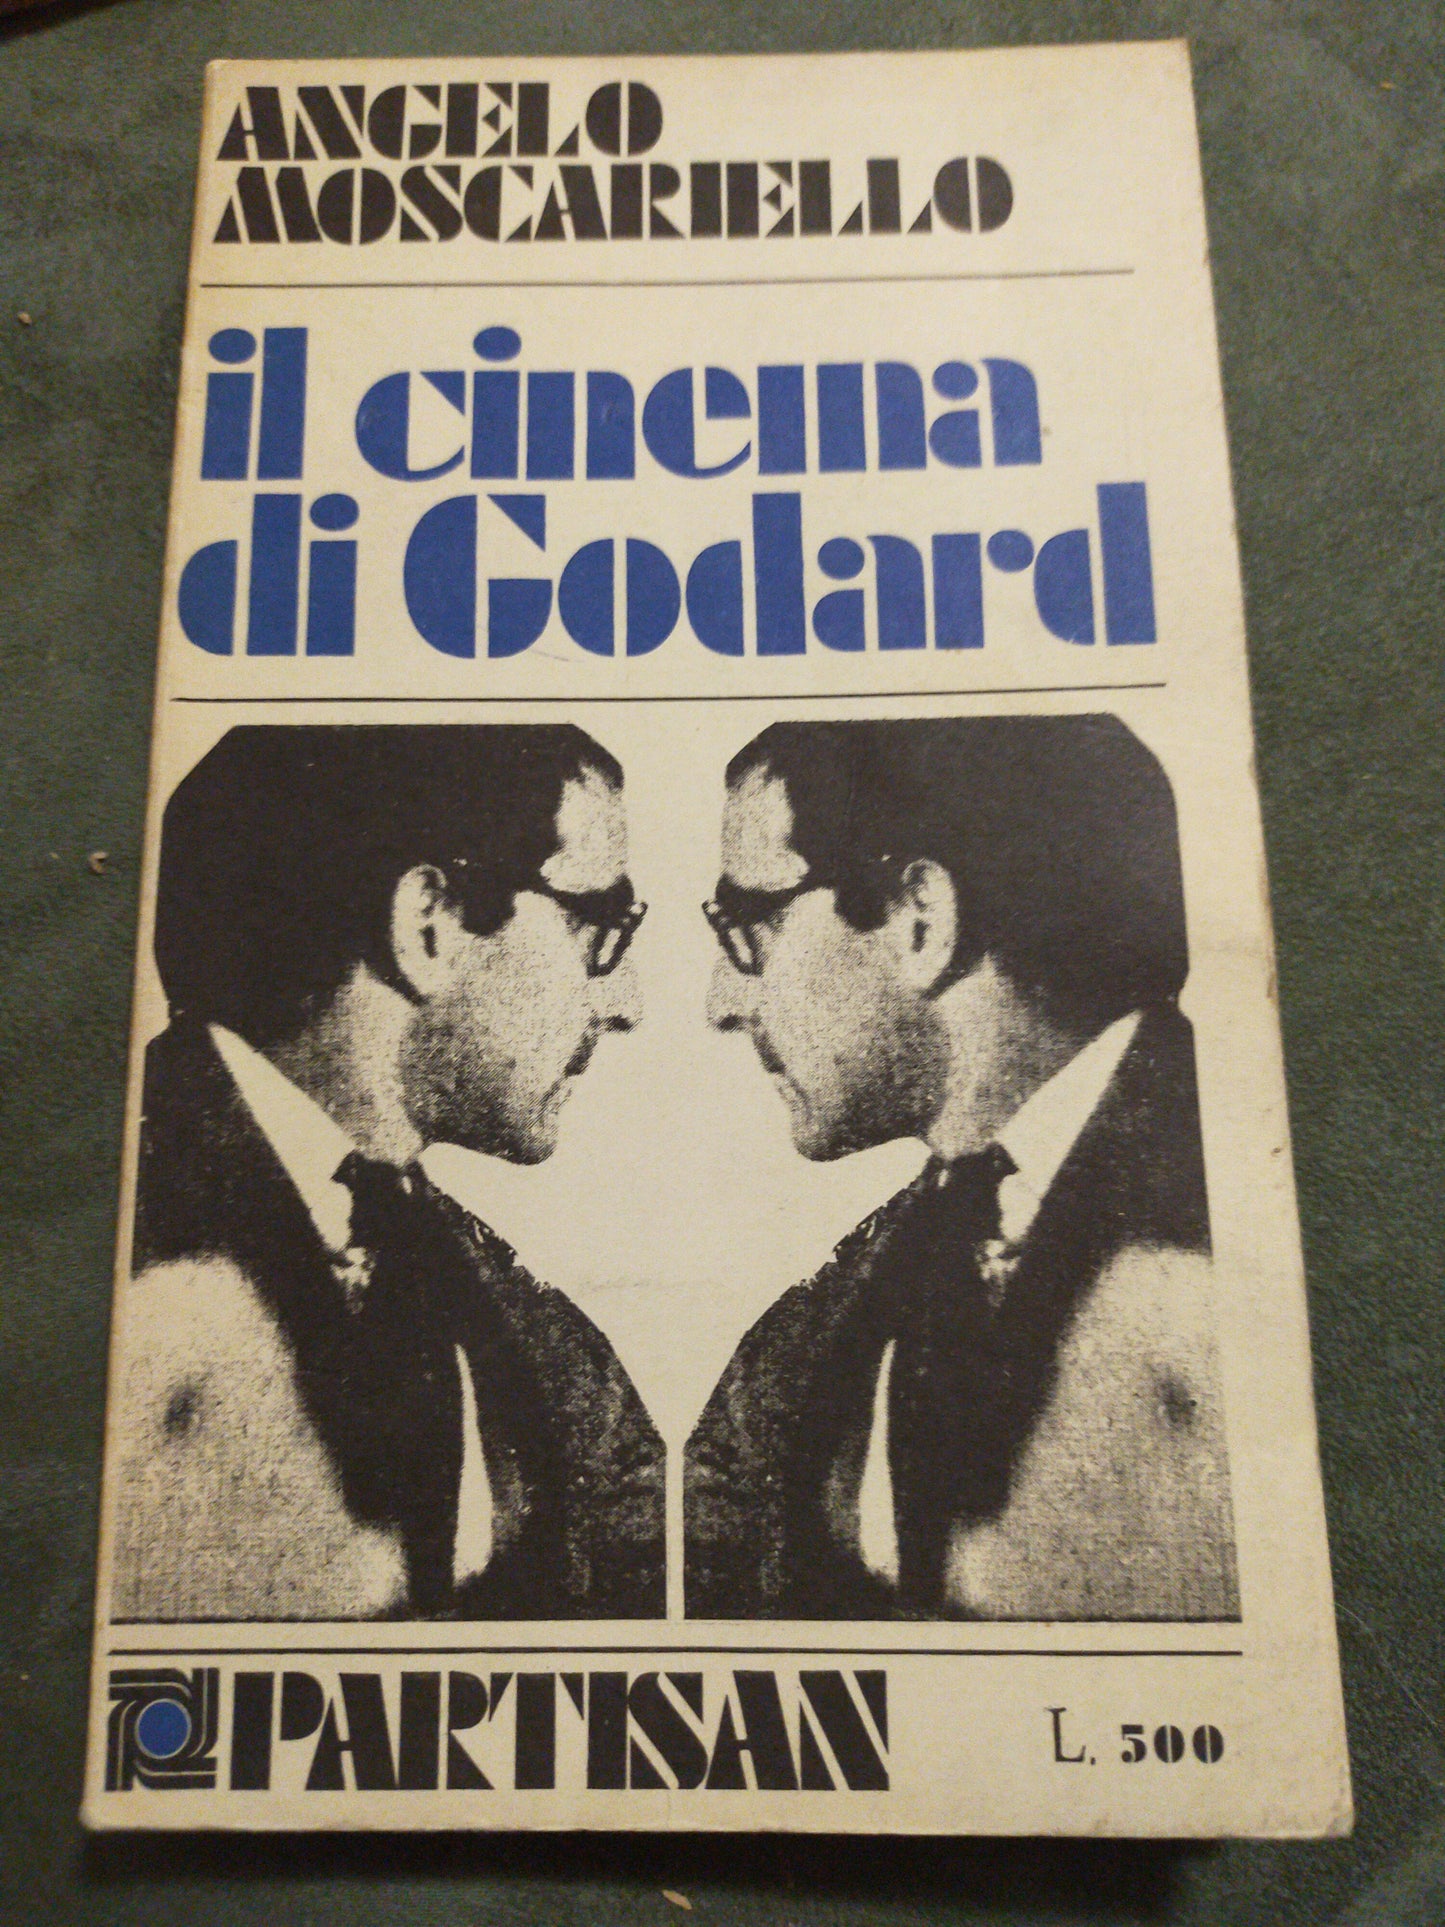 ANGELO
MOSCARIELLO
il cinema
di Godard
PARTISAN
L. 500